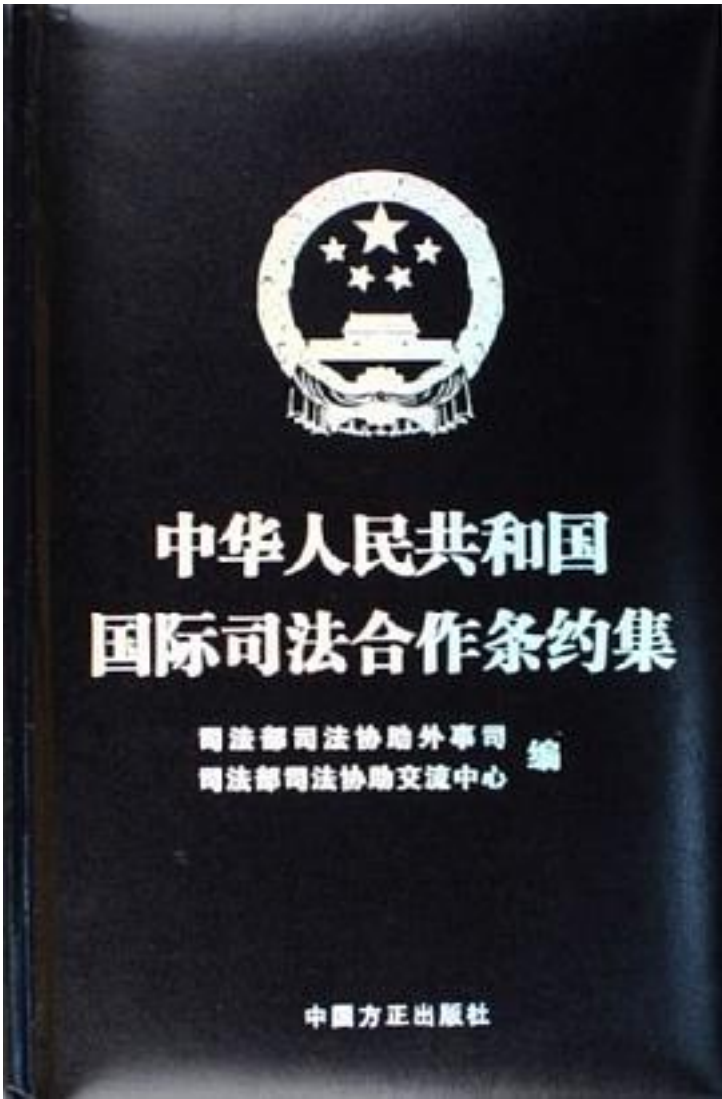 中华人民共和国
国际司法合作条约集
司法部司法协助外事司
司法部司法协助交流中心
编
中国方正出版社